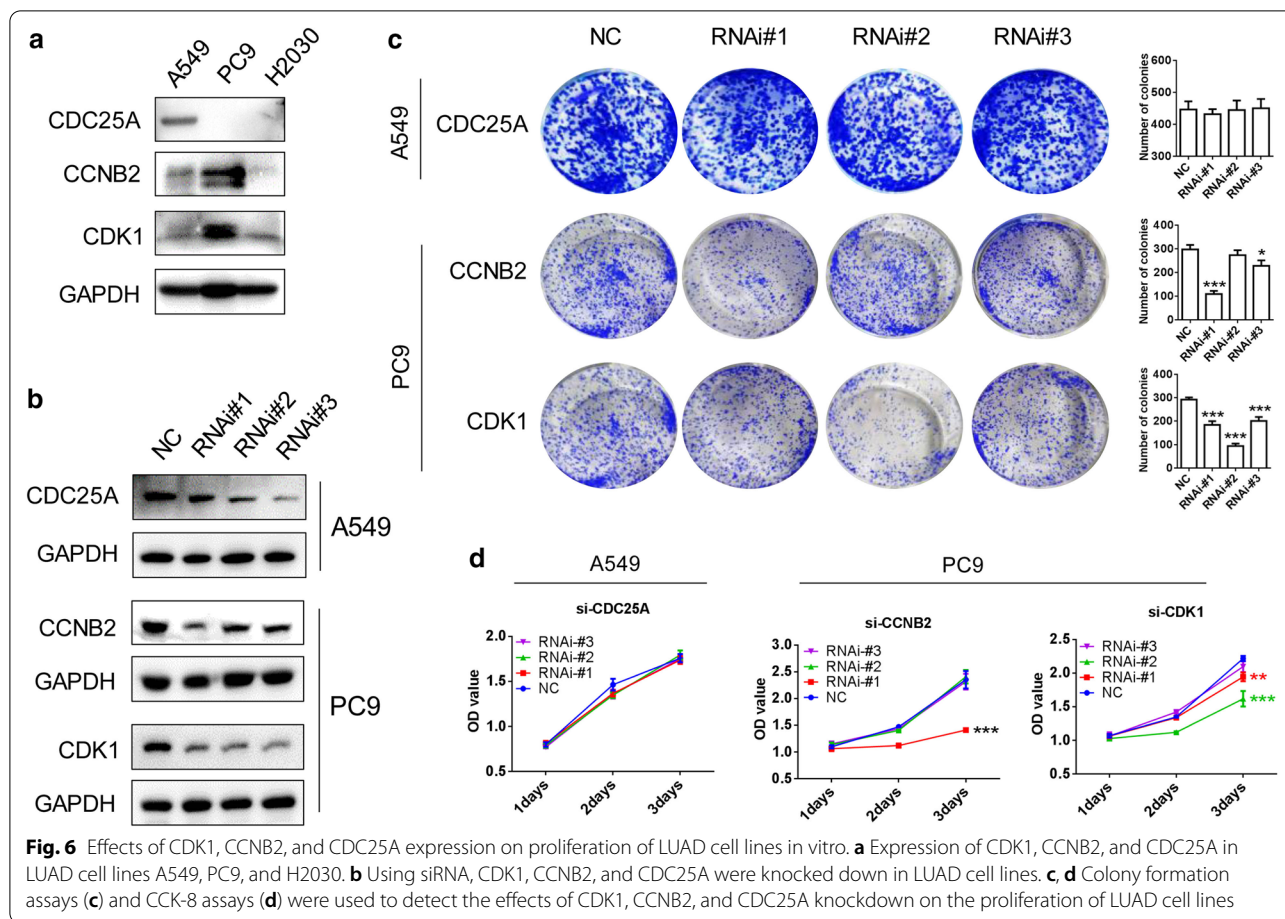 a
A549 PC9 H2030
CDC25A
CCNB2
CDK1
GAPDH
b
NC RNAi#1 RNAi#2 RNAi#3
CDC25A
GAPDH
A549
CCNB2
GAPDH
CDK1
GAPDH
PC9
c
NC RNAi#1 RNAi#2 RNAi#3
A549
CDC25A
PC9
CCNB2
CDK1
Number of colonies
600
500
400
300
NC RNAi-#1 RNAi-#2 RNAi-#3
Number of colonies
400
300
200
100
0
*** *
NC RNAi-#1 RNAi-#2 RNAi-#3
Number of colonies
400
300
200
100
0
*** *** ***
NC RNAi-#1 RNAi-#2 RNAi-#3
d
A549
si-CDC25A
OD value
2.0
1.5
1.0
0.5
RNAi-#3
RNAi-#2
RNAi-#1
NC
1days 2days 3days
PC9
si-CCNB2
OD value
3.0
2.5
2.0
1.5
1.0
0.5
RNAi-#3
RNAi-#2
RNAi-#1
NC
***
1days 2days 3days
si-CDK1
OD value
2.5
2.0
1.5
1.0
0.5
RNAi-#3
RNAi-#2
RNAi-#1
NC
**
***
1days 2days 3days
Fig. 6 Effects of CDK1, CCNB2, and CDC25A expression on proliferation of LUAD cell lines in vitro. a Expression of CDK1, CCNB2, and CDC25A in
LUAD cell lines A549, PC9, and H2030. b Using siRNA, CDK1, CCNB2, and CDC25A were knocked down in LUAD cell lines. c, d Colony formation
assays (c) and CCK-8 assays (d) were used to detect the effects of CDK1, CCNB2, and CDC25A knockdown on the proliferation of LUAD cell lines